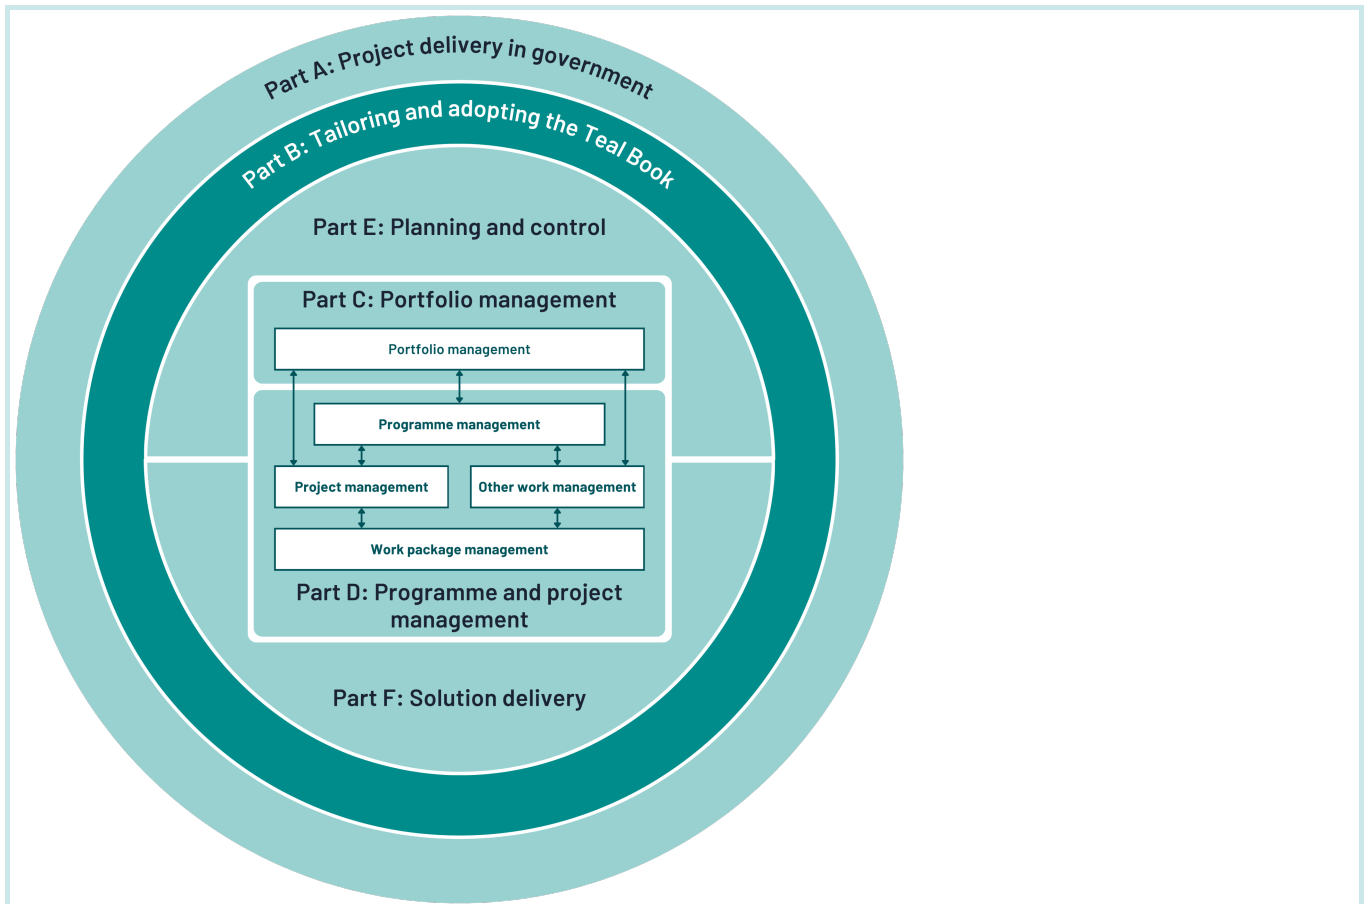 Part A: Project delivery in government
Part B: Tailoring and adopting the Teal Book
Part E: Planning and control
Part C: Portfolio management
Portfolio management
Programme management
Project management
Other work management
Work package management
Part D: Programme and project
management
Part F: Solution delivery